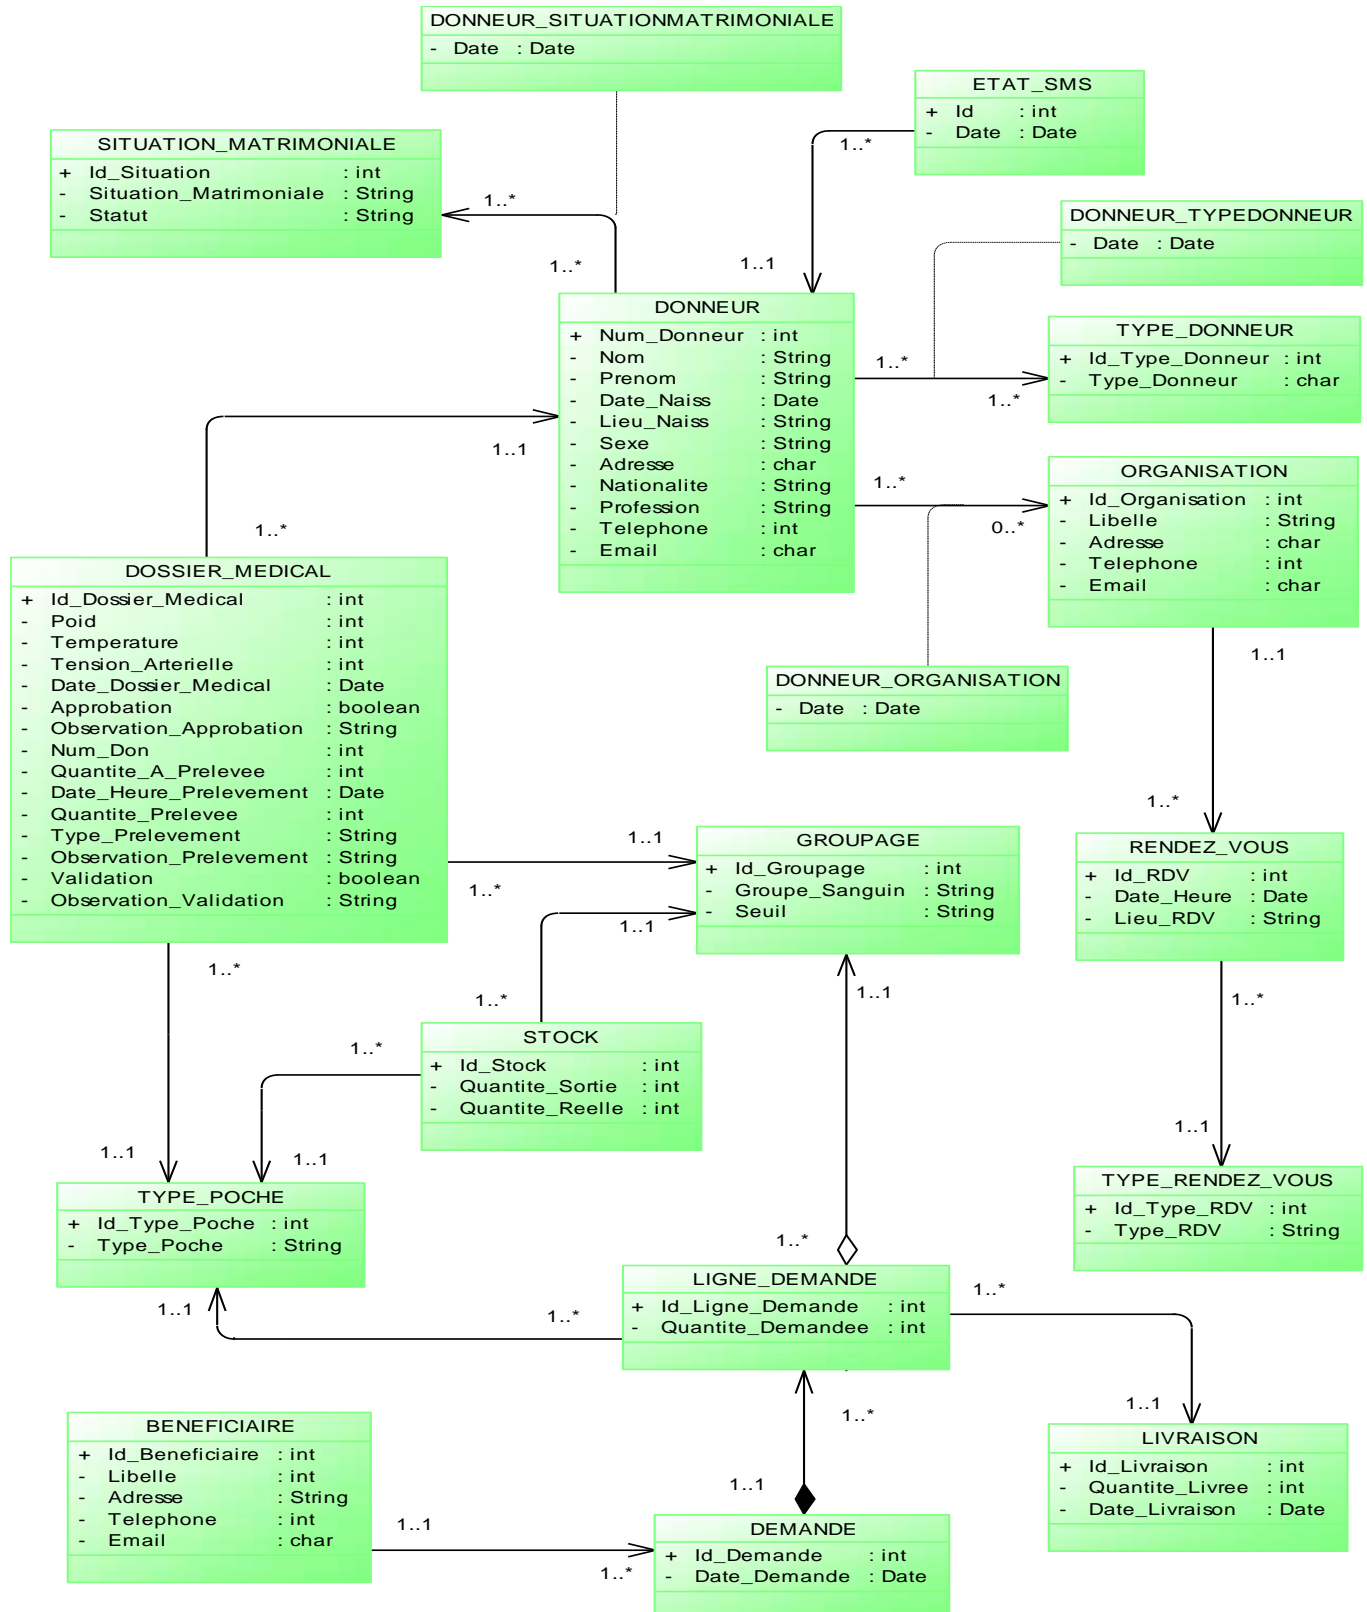 DONNEUR_SITUATIONMATRIMONIALE
- Date : Date
ETAT_SMS
+ Id : int
- Date : Date
1..*
1..1
SITUATION_MATRIMONIALE
+ Id_Situation : int
- Situation_Matrimoniale : String
- Statut : String
1..*
1..*
DONNEUR_TYPEDONNEUR
- Date : Date
DONNEUR
+ Num_Donneur : int
- Nom : String
- Prenom : String
- Date_Naiss : Date
- Lieu_Naiss : String
- Sexe : String
- Adresse : char
- Nationalite : String
- Profession : String
- Telephone : int
- Email : char
TYPE_DONNEUR
+ Id_Type_Donneur : int
- Type_Donneur : char
1..*
1..*
1..1
1..*
ORGANISATION
+ Id_Organisation : int
- Libelle : String
- Adresse : char
- Telephone : int
- Email : char
1..*
0..*
DOSSIER_MEDICAL
+ Id_Dossier_Medical : int
- Poid : int
- Temperature : int
- Tension_Arterielle : int
- Date_Dossier_Medical : Date
- Approbation : boolean
- Observation_Approbation : String
- Num_Don : int
- Quantite_A_Prelevee : int
- Date_Heure_Prelevement : Date
- Quantite_Prelevee : int
- Type_Prelevement : String
- Observation_Prelevement : String
- Validation : boolean
- Observation_Validation : String
DONNEUR_ORGANISATION
- Date : Date
1..1
1..*
GROUPAGE
+ Id_Groupage : int
- Groupe_Sanguin : String
- Seuil : String
1..1
1..*
1..1
1..*
RENDEZ_VOUS
+ Id_RDV : int
- Date_Heure : Date
- Lieu_RDV : String
1..*
1..1
STOCK
+ Id_Stock : int
- Quantite_Sortie : int
- Quantite_Reelle : int
1..*
1..1
1..*
1..1
1..1
1..*
TYPE_POCHE
+ Id_Type_Poche : int
- Type_Poche : String
TYPE_RENDEZ_VOUS
+ Id_Type_RDV : int
- Type_RDV : String
LIGNE_DEMANDE
+ Id_Ligne_Demande : int
- Quantite_Demandee : int
1..1
1..*
1..*
1..1
1..*
1..1
BENEFICIAIRE
+ Id_Beneficiaire : int
- Libelle : int
- Adresse : String
- Telephone : int
- Email : char
1..1
1..*
LIVRAISON
+ Id_Livraison : int
- Quantite_Livree : int
- Date_Livraison : Date
DEMANDE
+ Id_Demande : int
- Date_Demande : Date